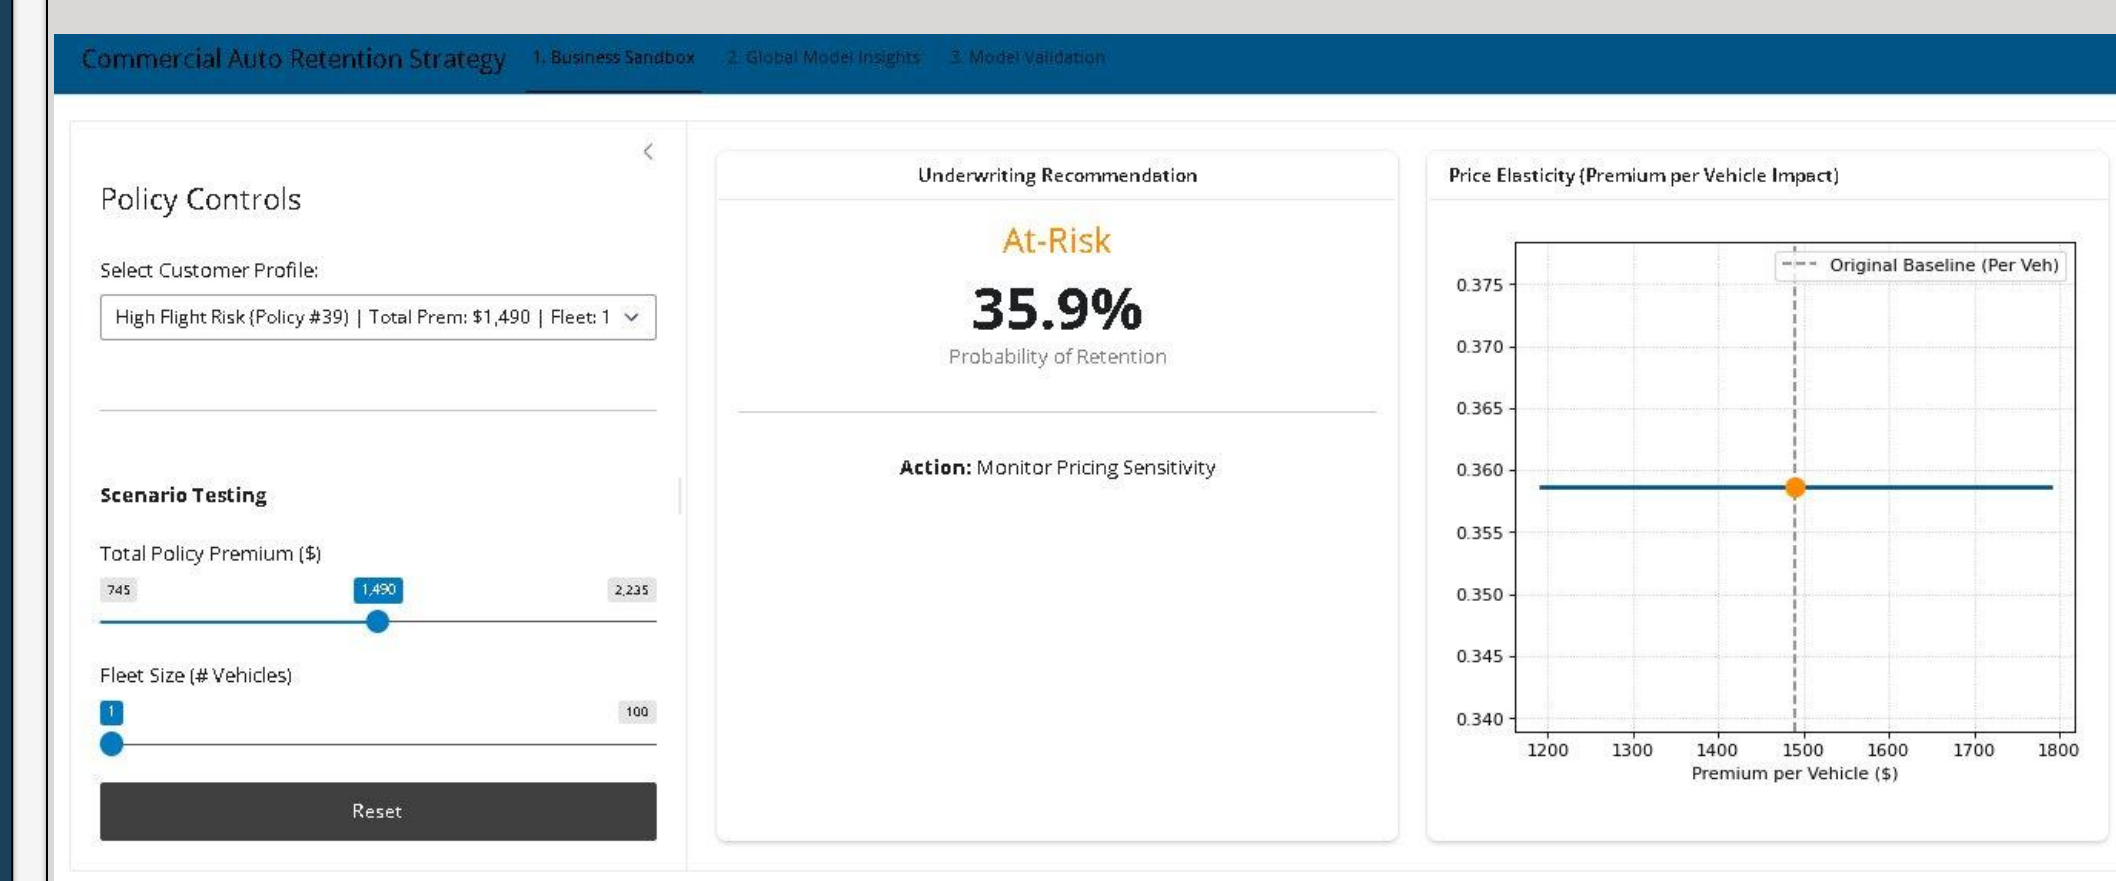 Commercial Auto Retention Strategy 1. Business Sandbox 2. Global Model Insights 3. Model Validation
Policy Controls
Select Customer Profile:
High Flight Risk (Policy #39) | Total Prem: $1,490 | Fleet: 1
Scenario Testing
Total Policy Premium ($)
745 1,490 2,235
Fleet Size (# Vehicles)
1 100
Reset
Underwriting Recommendation
At-Risk
35.9%
Probability of Retention
Action: Monitor Pricing Sensitivity
Price Elasticity (Premium per Vehicle Impact)
Original Baseline (Per Veh)
0.375
0.370
0.365
0.360
0.355
0.350
0.345
0.340
1200 1300 1400 1500 1600 1700 1800
Premium per Vehicle ($)